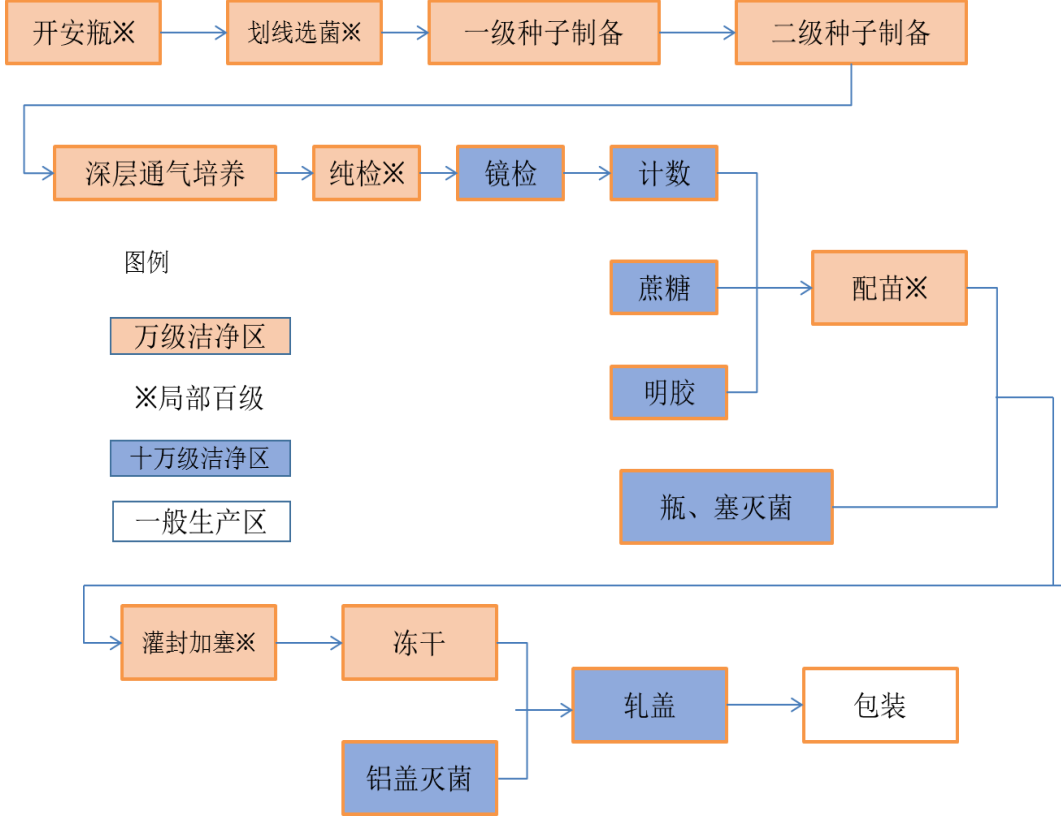 开安瓶※
划线选菌※
一级种子制备
二级种子制备
深层通气培养
纯检※
镜检
计数
图例
蔗糖
配苗※
万级洁净区
※局部百级
明胶
十万级洁净区
瓶、塞灭菌
一般生产区
灌封加塞※
冻干
轧盖
包装
铝盖灭菌